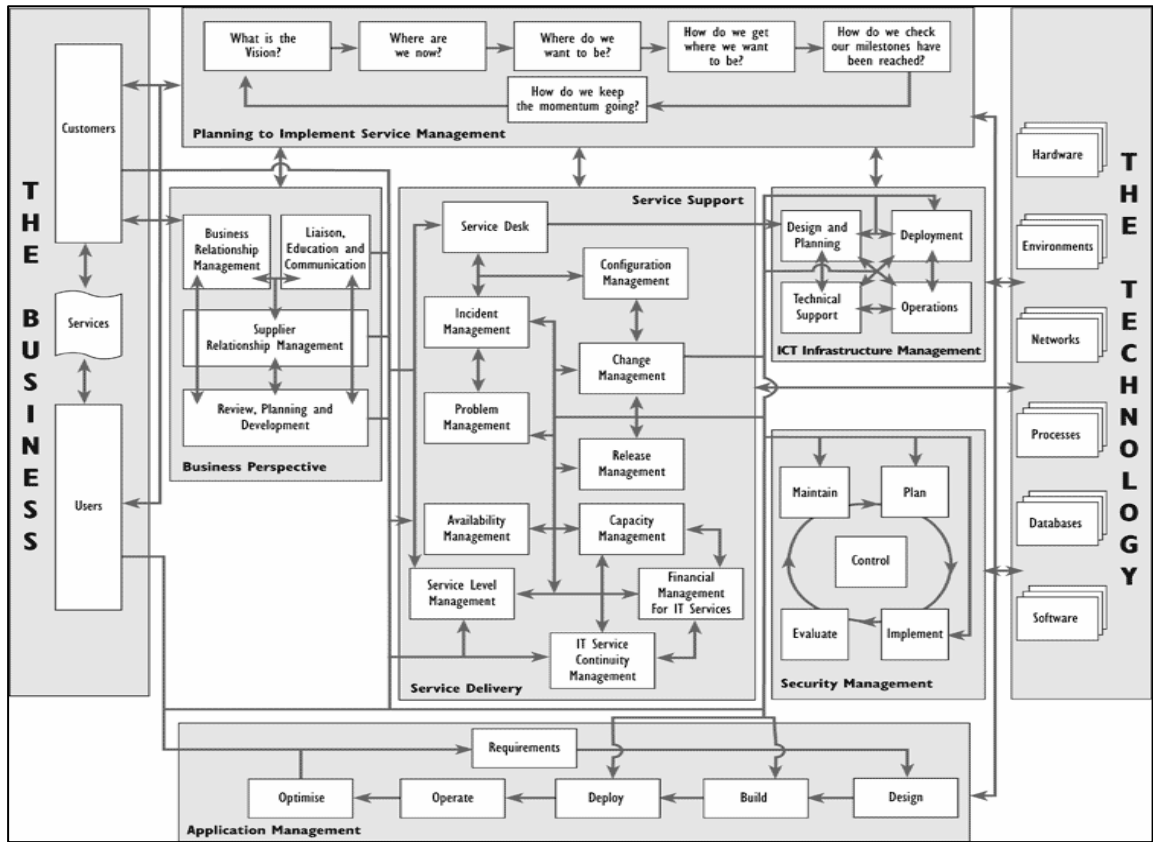 What is the
Vision?
Where are
we now?
Where do we
want to be?
How do we get
where we want
to be?
How do we check
our milestones have
been reached?
How do we keep
the momentum going?
Planning to Implement Service Management
THE BUSINESS
Customers
Services
Users
Business
Relationship
Management
Liaison,
Education and
Communication
Supplier
Relationship Management
Review, Planning and
Development
Business Perspective
Service Support
Service Desk
Configuration
Management
Incident
Management
Change
Management
Problem
Management
Release
Management
Availability
Management
Capacity
Management
Service Level
Management
Financial
Management
For IT Services
IT Service
Continuity
Management
Service Delivery
Design and
Planning
Deployment
Technical
Support
Operations
ICT Infrastructure Management
Maintain
Plan
Control
Evaluate
Implement
Security Management
Hardware
Environments
Networks
Processes
Databases
Software
THE TECHNOLOGY
Requirements
Optimise
Operate
Deploy
Build
Design
Application Management